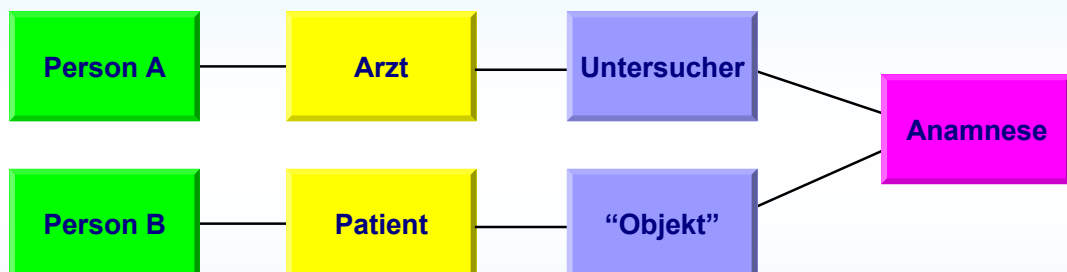 Person A
Arzt
Untersucher
Anamnese
Person B
Patient
“Objekt”